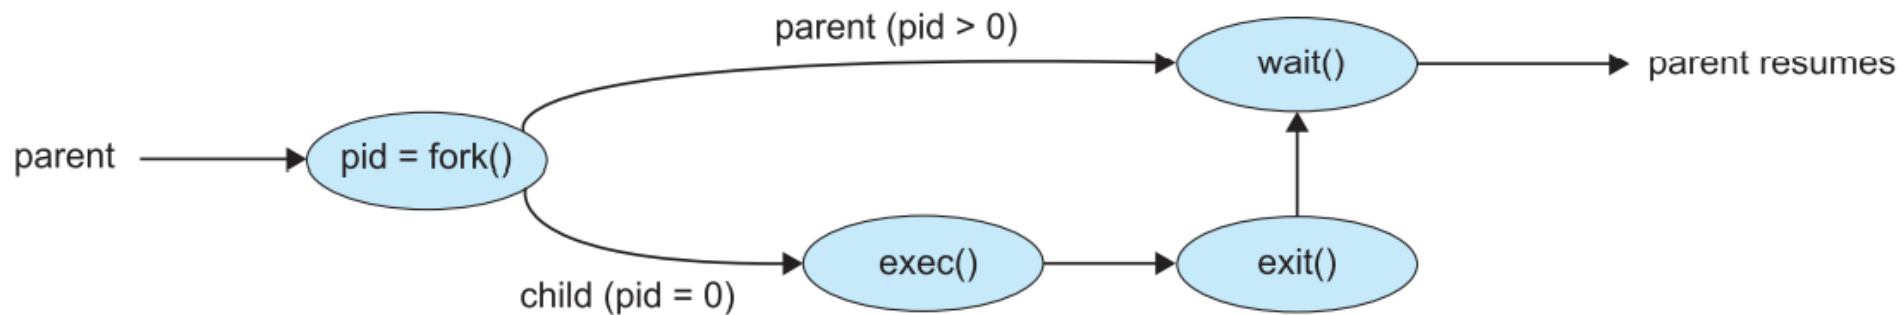 parent (pid > 0)
wait()
parent resumes
parent
pid = fork()
exec()
exit()
child (pid = 0)